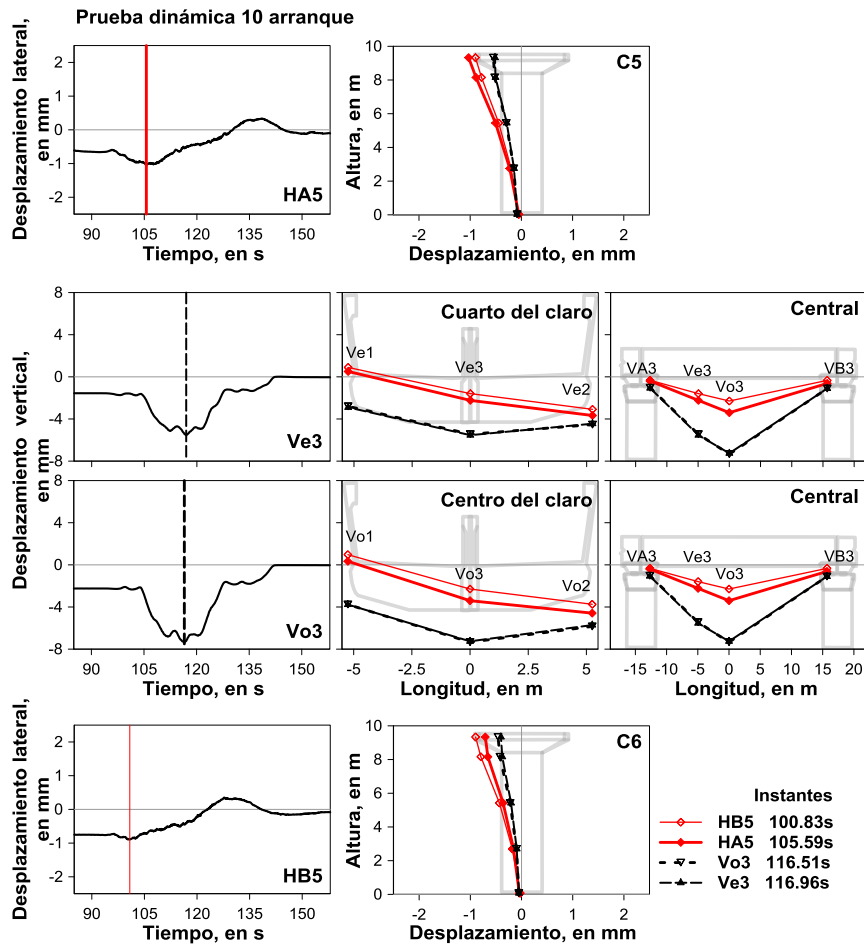 Prueba dinámica 10 arranque
Desplazamiento lateral,
en mm
2
1
0
-1
-2
HA5
90 105 120 135 150
Tiempo, en s
Altura, en m
10
8
6
4
2
0
C5
-2 -1 0 1 2
Desplazamiento, en mm
Desplazamiento vertical,
en mm
8
4
0
-4
-8
Ve3
Cuarto del claro
Ve1
Ve3
Ve2
Central
VA3
Ve3
Vo3
VB3
8
4
0
-4
-8
Vo3
90 105 120 135 150
Tiempo, en s
Centro del claro
Vo1
Vo3
Vo2
-5 0 5
Longitud, en m
Central
VA3
Ve3
Vo3
VB3
-15 -10 -5 0 5 10 15 20
Longitud, en m
Desplazamiento lateral,
en mm
2
1
0
-1
-2
HB5
90 105 120 135 150
Tiempo, en s
Altura, en m
10
8
6
4
2
0
C6
-2 -1 0 1 2
Desplazamiento, en mm
Instantes
HB5 100.83s
HA5 105.59s
Vo3 116.51s
Ve3 116.96s